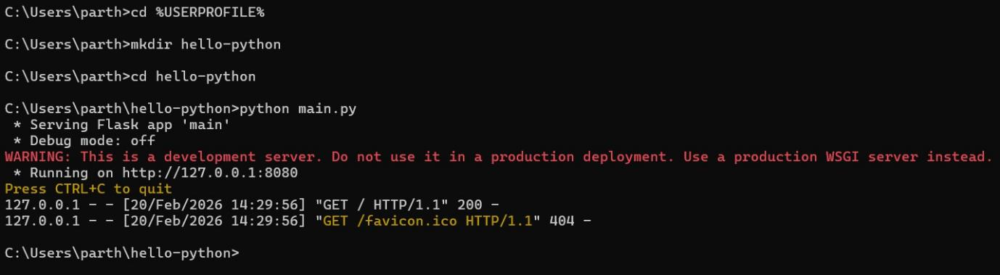 C:\Users\parth>cd %USERPROFILE%
C:\Users\parth>mkdir hello-python
C:\Users\parth>cd hello-python
C:\Users\parth\hello-python>python main.py
 * Serving Flask app 'main'
 * Debug mode: off
WARNING: This is a development server. Do not use it in a production deployment. Use a production WSGI server instead.
 * Running on http://127.0.0.1:8080
Press CTRL+C to quit
127.0.0.1 - - [20/Feb/2026 14:29:56] "GET / HTTP/1.1" 200 -
127.0.0.1 - - [20/Feb/2026 14:29:56] "GET /favicon.ico HTTP/1.1" 404 -
C:\Users\parth\hello-python>